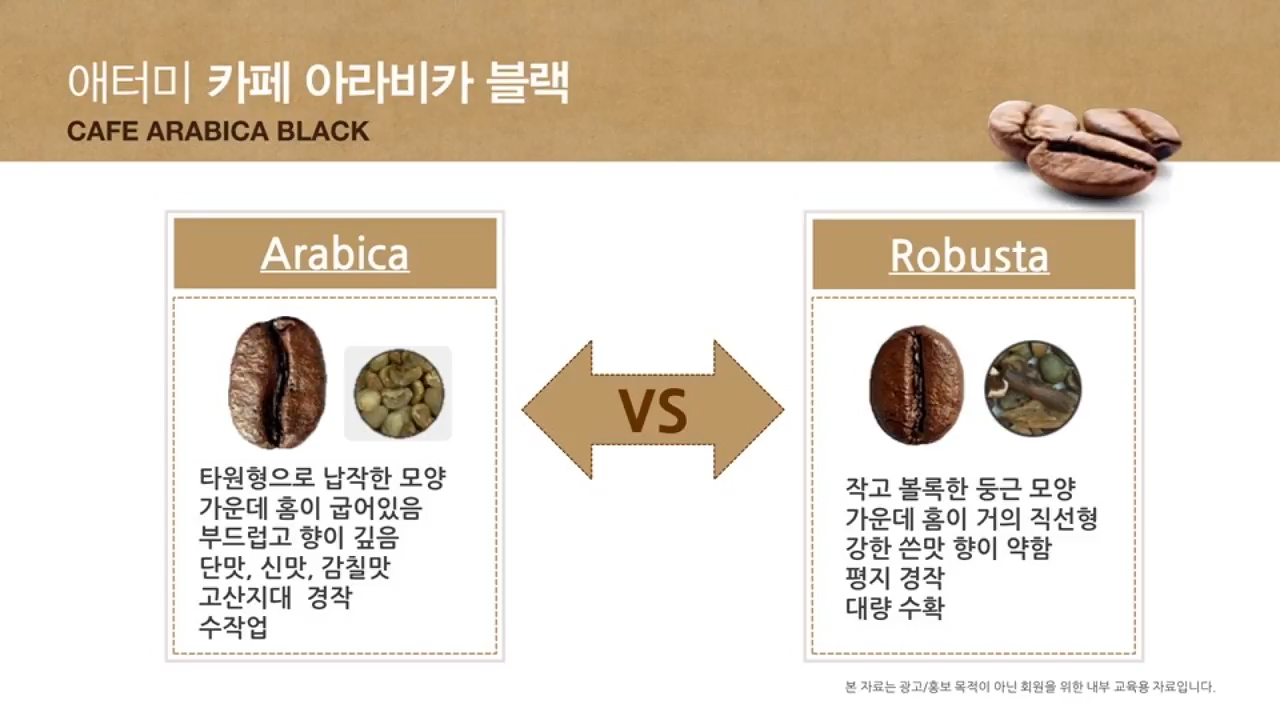 애터미 카페 아라비카 블랙
CAFE ARABICA BLACK
Arabica
타원형으로 납작한 모양
가운데 홈이 굽어있음
부드럽고 향이 깊음
단맛, 신맛, 감칠맛
고산지대 경작
수작업
VS
Robusta
작고 볼록한 둥근 모양
가운데 홈이 거의 직선형
강한 쓴맛 향이 약함
평지 경작
대량 수확
본 자료는 광고/홍보 목적이 아닌 회원을 위한 내부 교육용 자료입니다.